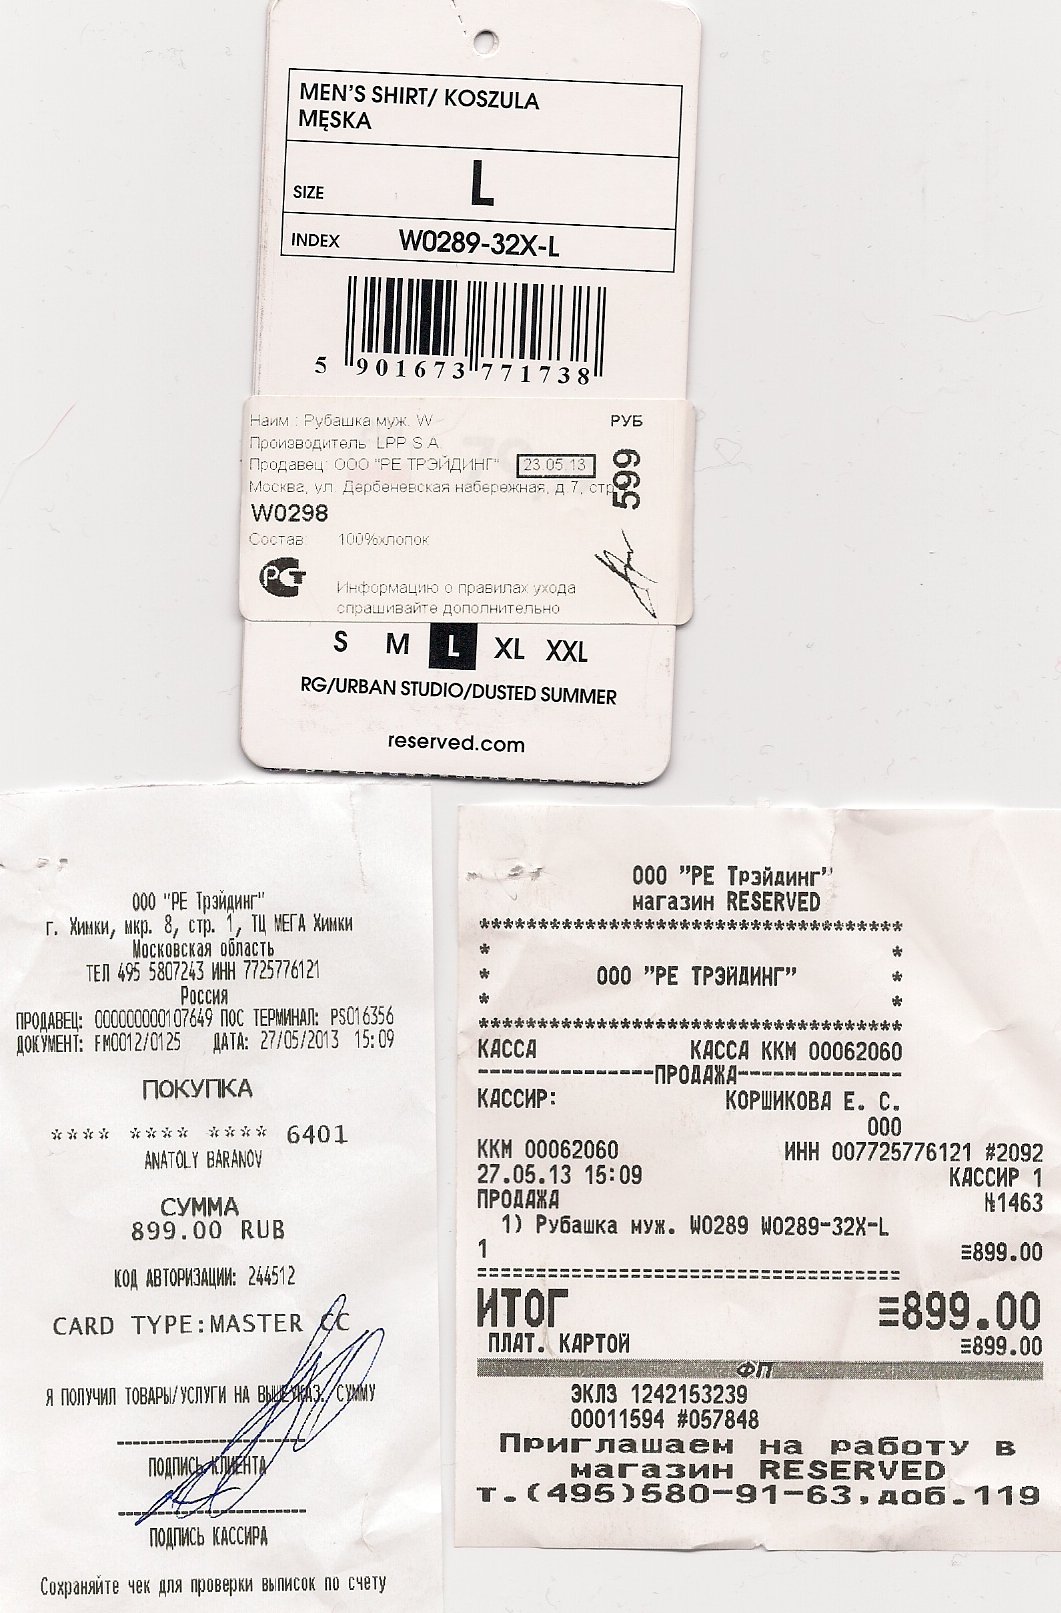 MEN'S SHIRT/ KOSZULA
MĘSKA
SIZE L
INDEX W0289-32X-L
5 901673 771738
Наим.: Рубашка муж. W РУБ
Производитель: LPP S.A.
Продавец: ООО "РЕ ТРЭЙДИНГ" 23.05.13
Москва, ул. Дербеневская набережная, д.7, стр.
599
W0298
Состав: 100%хлопок
РСТ
Информацию о правилах ухода
спрашивайте дополнительно
S M L XL XXL
RG/URBAN STUDIO/DUSTED SUMMER
reserved.com
ООО "РЕ Трэйдинг"
г. Химки, мкр. 8, стр. 1, ТЦ МЕГА Химки
Московская область
ТЕЛ 495 5807243 ИНН 7725776121
Россия
ПРОДАВЕЦ: 000000000107649 ПОС ТЕРМИНАЛ: PS016356
ДОКУМЕНТ: FM0012/0125 ДАТА: 27/05/2013 15:09
ПОКУПКА
**** **** **** 6401
ANATOLY BARANOV
СУММА
899.00 RUB
КОД АВТОРИЗАЦИИ: 244512
CARD TYPE:MASTER CC
Я ПОЛУЧИЛ ТОВАРЫ/УСЛУГИ НА ВЫШЕУКАЗ. СУММУ
ПОДПИСЬ КЛИЕНТА
ПОДПИСЬ КАССИРА
Сохраняйте чек для проверки выписок по счету
ООО "РЕ Трэйдинг"
магазин RESERVED
***********************************
* *
* ООО "РЕ ТРЭЙДИНГ" *
* *
***********************************
КАССА КАССА ККМ 00062060
---------------ПРОДАЖА--------------
КАССИР: КОРШИКОВА Е. С.
ООО
ККМ 00062060 ИНН 007725776121 #2092
27.05.13 15:09 КАССИР 1
ПРОДАЖА №1463
1) Рубашка муж. W0289 W0289-32X-L
1 ≡899.00
===================================
ИТОГ ≡899.00
ПЛАТ. КАРТОЙ ≡899.00
ФП
ЭКЛЗ 1242153239
00011594 #057848
Приглашаем на работу в
магазин RESERVED
т.(495)580-91-63,доб.119